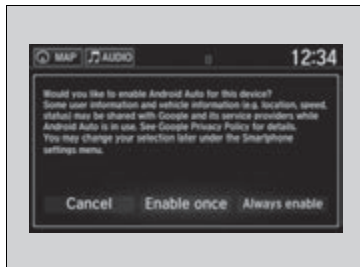 MAP AUDIO 12:34
Would you like to enable Android Auto for this device?
Some user information and vehicle information (e.g. location, speed,
status) may be shared with Google and its service providers while
Android Auto is in use. See Google Privacy Policy for details.
You may change your selection later under the Smartphone
settings menu.
Cancel Enable once Always enable